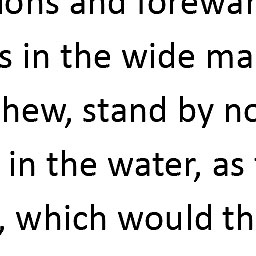 ions and forewar
s in the wide ma
hew, stand by no
in the water, as
, which would th